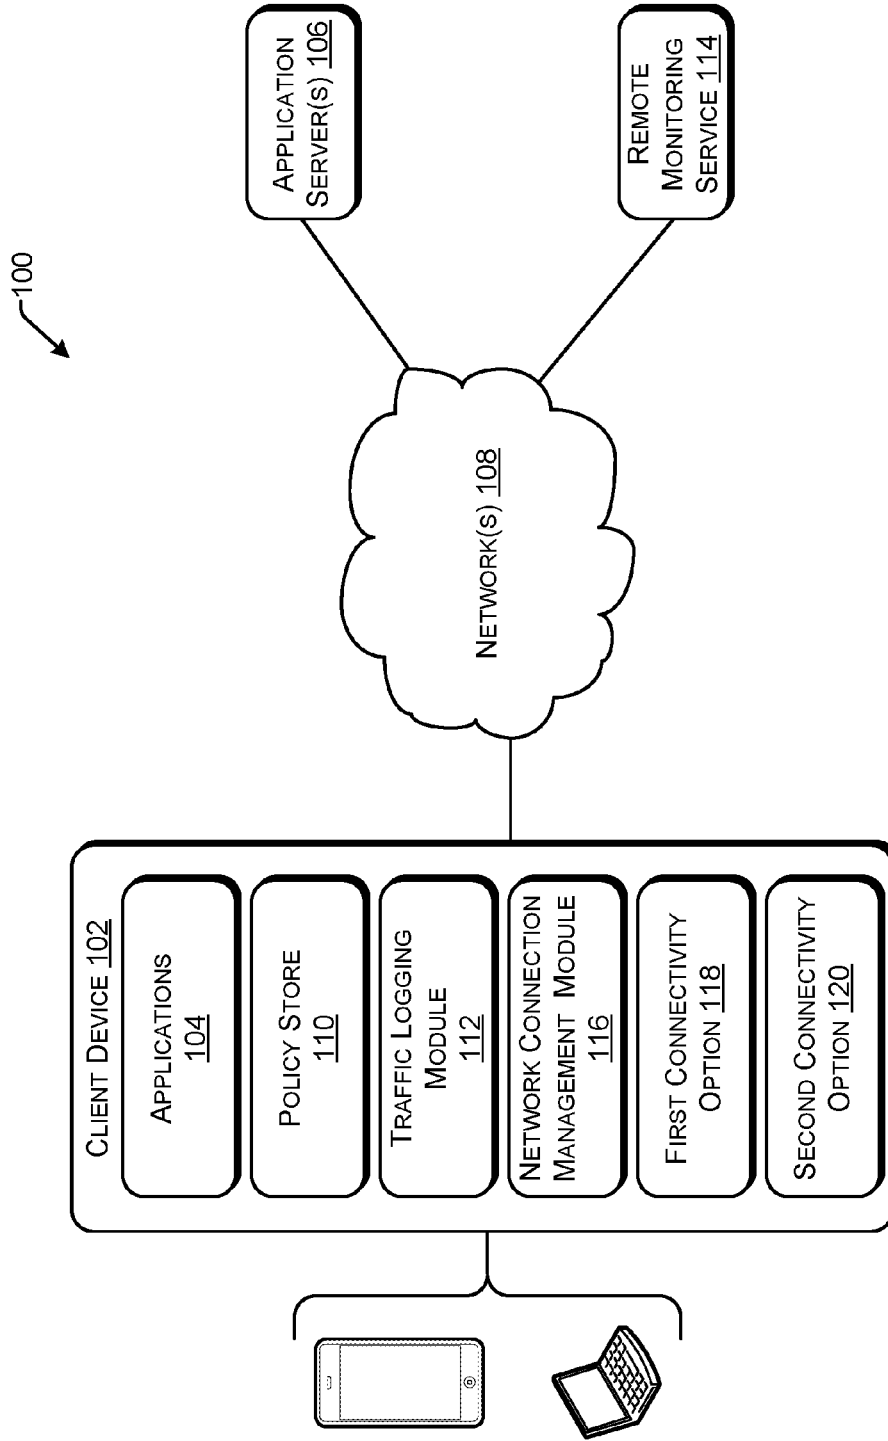 100
CLIENT DEVICE 102
APPLICATIONS
104
POLICY STORE
110
TRAFFIC LOGGING
MODULE
112
NETWORK CONNECTION
MANAGEMENT MODULE
116
FIRST CONNECTIVITY
OPTION 118
SECOND CONNECTIVITY
OPTION 120
NETWORK(S) 108
APPLICATION
SERVER(S) 106
REMOTE
MONITORING
SERVICE 114